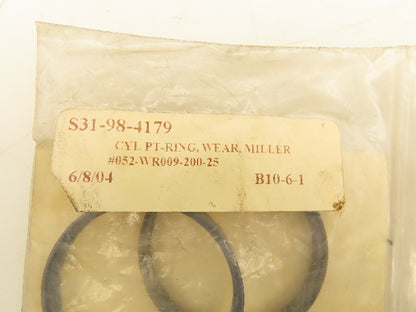 S31-98-4179
CYL PT-RING, WEAR, MILLER
#052-WR009-200-25
6/8/04 B10-6-1